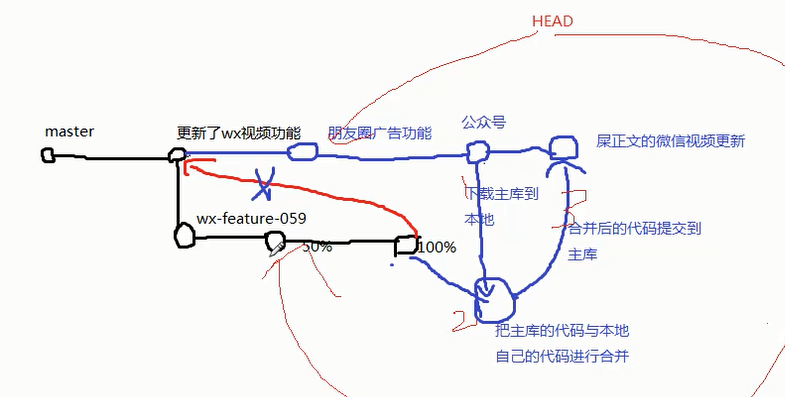 HEAD
master
更新了wx视频功能
朋友圈广告功能
公众号
屎正文的微信视频更新
下载主库到
本地
wx-feature-059
50%
100%
合并后的代码提交到
主库
2
把主库的代码与本地
自己的代码进行合并